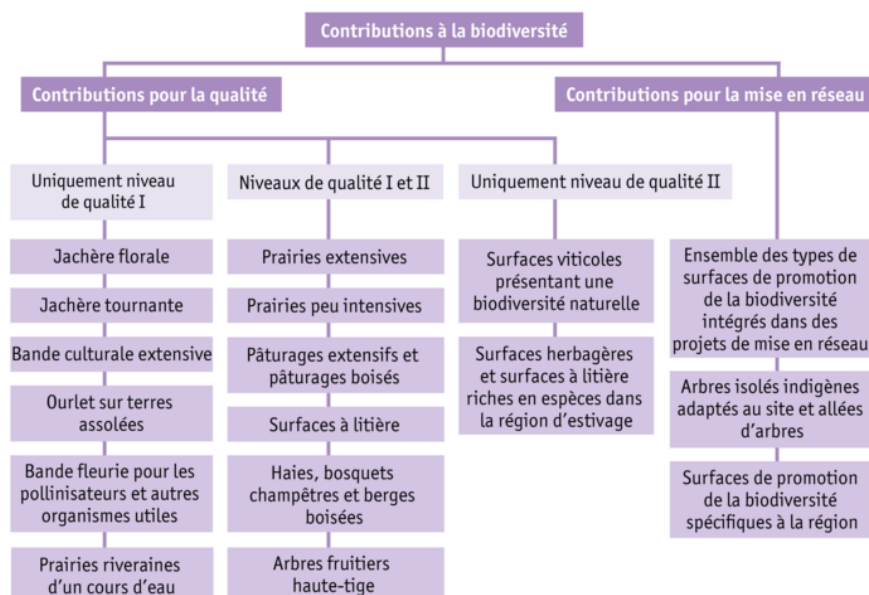 Contributions à la biodiversité
Contributions pour la qualité
Contributions pour la mise en réseau
Uniquement niveau
de qualité I
Jachère florale
Jachère tournante
Bande culturale extensive
Ourlet sur terres
assolées
Bande fleurie pour les
pollinisateurs et autres
organismes utiles
Prairies riveraines
d'un cours d'eau
Niveaux de qualité I et II
Prairies extensives
Prairies peu intensives
Pâturages extensifs et
pâturages boisés
Surfaces à litière
Haies, bosquets
champêtres et berges
boisées
Arbres fruitiers
haute-tige
Uniquement niveau de qualité II
Surfaces viticoles
présentant une
biodiversité naturelle
Surfaces herbagères
et surfaces à litière
riches en espèces dans
la région d'estivage
Ensemble des types de
surfaces de promotion
de la biodiversité
intégrés dans des
projets de mise en réseau
Arbres isolés indigènes
adaptés au site et allées
d'arbres
Surfaces de promotion
de la biodiversité
spécifiques à la région